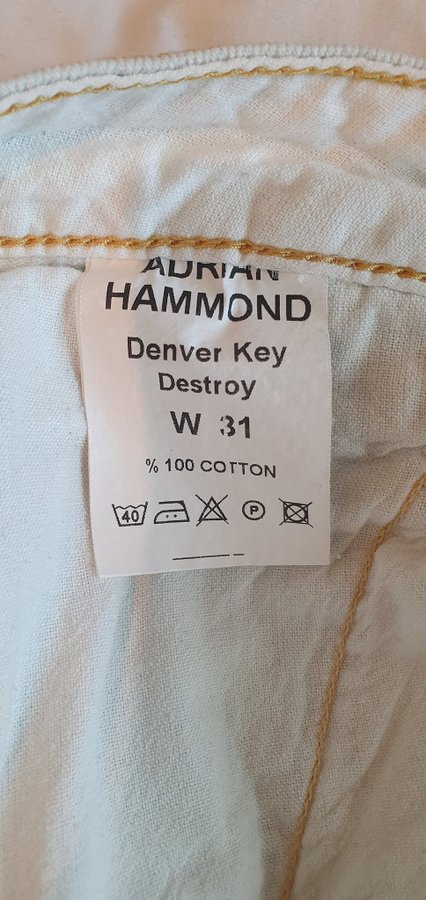 ADRIAN
HAMMOND
Denver Key
Destroy
W 31
% 100 COTTON
40 P